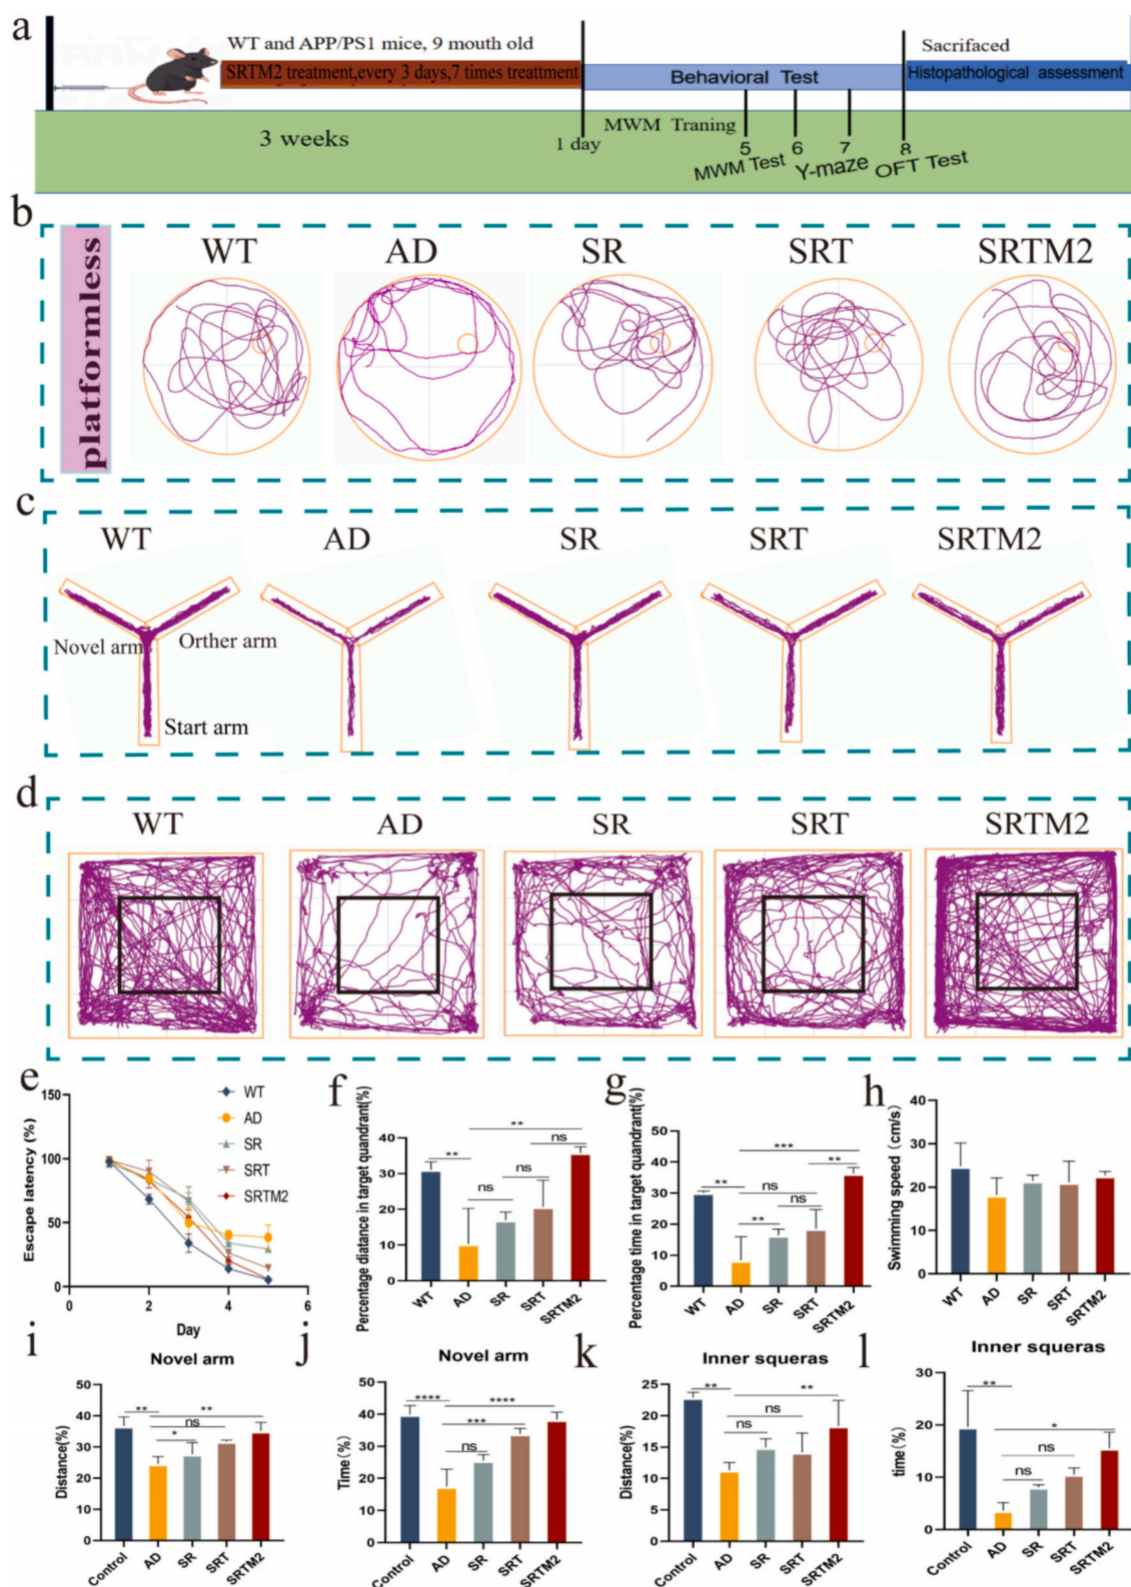 a
WT and APP/PS1 mice, 9 mouth old
SRTM2 treatment,every 3 days,7 times treattment
Behavioral Test
Sacrifaced
Histopathological assessment
3 weeks
1 day
MWM Traning
5
6
7
8
MWM Test
Y-maze
OFT Test
b
platformless
WT AD SR SRT SRTM2
c
WT AD SR SRT SRTM2
Novel arm
Orther arm
Start arm
d
WT AD SR SRT SRTM2
e
Escape latency (%)
150
100
50
0
0 2 4 6
Day
WT
AD
SR
SRT
SRTM2
f
Percentage diatance in target quandrant(%)
40
30
20
10
0
**
**
ns
ns
ns
WT AD SR SRT SRTM2
g
Percentage time in target quandrant(%)
40
30
20
10
0
***
**
**
ns
**
ns
WT AD SR SRT SRTM2
h
Swimming speed (cm/s)
40
30
20
10
0
WT AD SR SRT SRTM2
i
Novel arm
Distance(%)
50
40
30
20
10
0
**
**
ns
*
Control AD SR SRT SRTM2
j
Novel arm
Time(%)
50
40
30
20
10
0
****
****
***
ns
Control AD SR SRT SRTM2
k
Inner squeras
Distance(%)
25
20
15
10
5
0
**
**
ns
ns
Control AD SR SRT SRTM2
l
Inner squeras
time(%)
30
20
10
0
**
*
ns
ns
Control AD SR SRT SRTM2